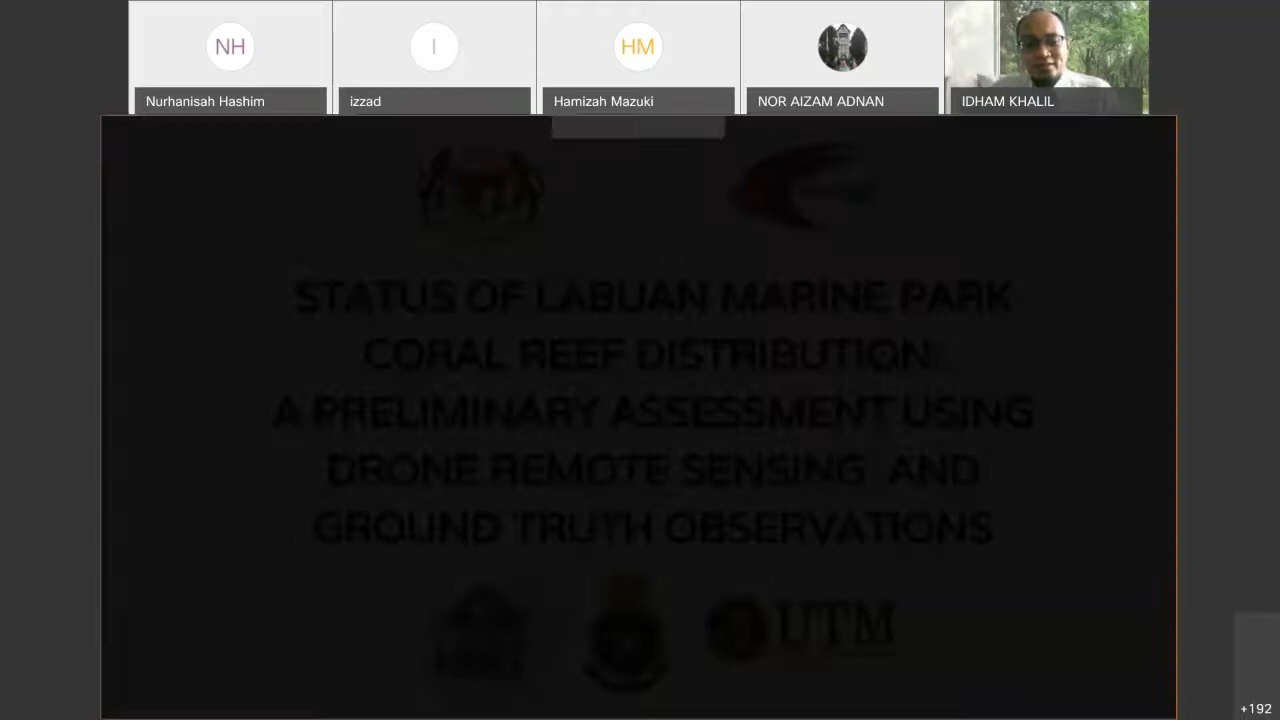 NH
I
HM
Nurhanisah Hashim
izzad
Hamizah Mazuki
NOR AIZAM ADNAN
IDHAM KHALIL
STATUS OF LABUAN MARINE PARK
CORAL REEF DISTRIBUTION:
A PRELIMINARY ASSESSMENT USING
DRONE REMOTE SENSING AND
GROUND TRUTH OBSERVATIONS
UTM
+192